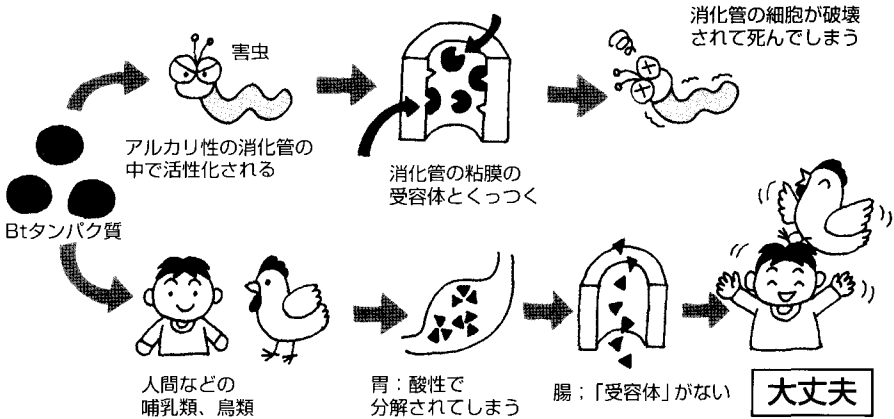 害虫
アルカリ性の消化管の
中で活性化される
消化管の粘膜の
受容体とくっつく
消化管の細胞が破壊
されて死んでしまう
Btタンパク質
人間などの
哺乳類、鳥類
胃：酸性で
分解されてしまう
腸；「受容体」がない
大丈夫